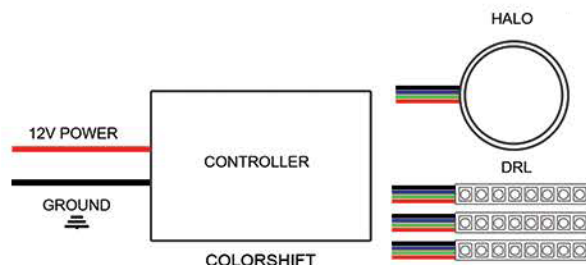 HALO
12V POWER
CONTROLLER
DRL
GROUND
COLORSHIFT